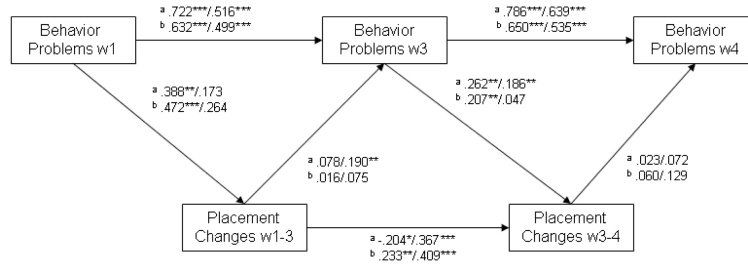 a .722***/.516***
b .632***/.499***
a .786***/.639***
b .650***/.535***
Behavior
Problems w1
Behavior
Problems w3
Behavior
Problems w4
a .388**/.173
b .472***/.264
a .262**/.186**
b .207**/.047
a .078/.190**
b .016/.075
a .023/.072
b .060/.129
Placement
Changes w1-3
Placement
Changes w3-4
a -.204*/.367***
b .233**/.409***